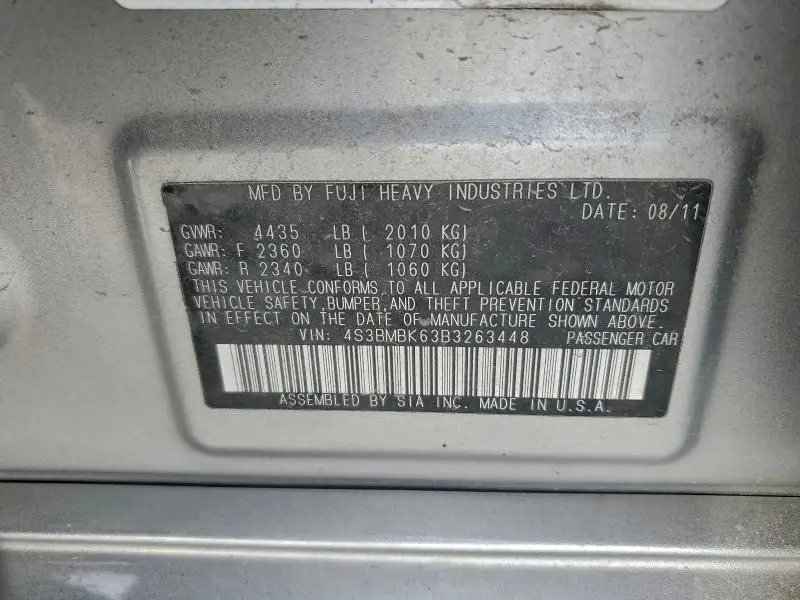 MFD BY FUJI HEAVY INDUSTRIES LTD.
DATE: 08/11
GVWR: 4435 LB ( 2010 KG)
GAWR: F 2360 LB ( 1070 KG)
GAWR: R 2340 LB ( 1060 KG)
THIS VEHICLE CONFORMS TO ALL APPLICABLE FEDERAL MOTOR
VEHICLE SAFETY,BUMPER,AND THEFT PREVENTION STANDARDS
IN EFFECT ON THE DATE OF MANUFACTURE SHOWN ABOVE.
VIN: 4S3BMBK63B3263448 PASSENGER CAR
ASSEMBLED BY SIA INC. MADE IN U.S.A.